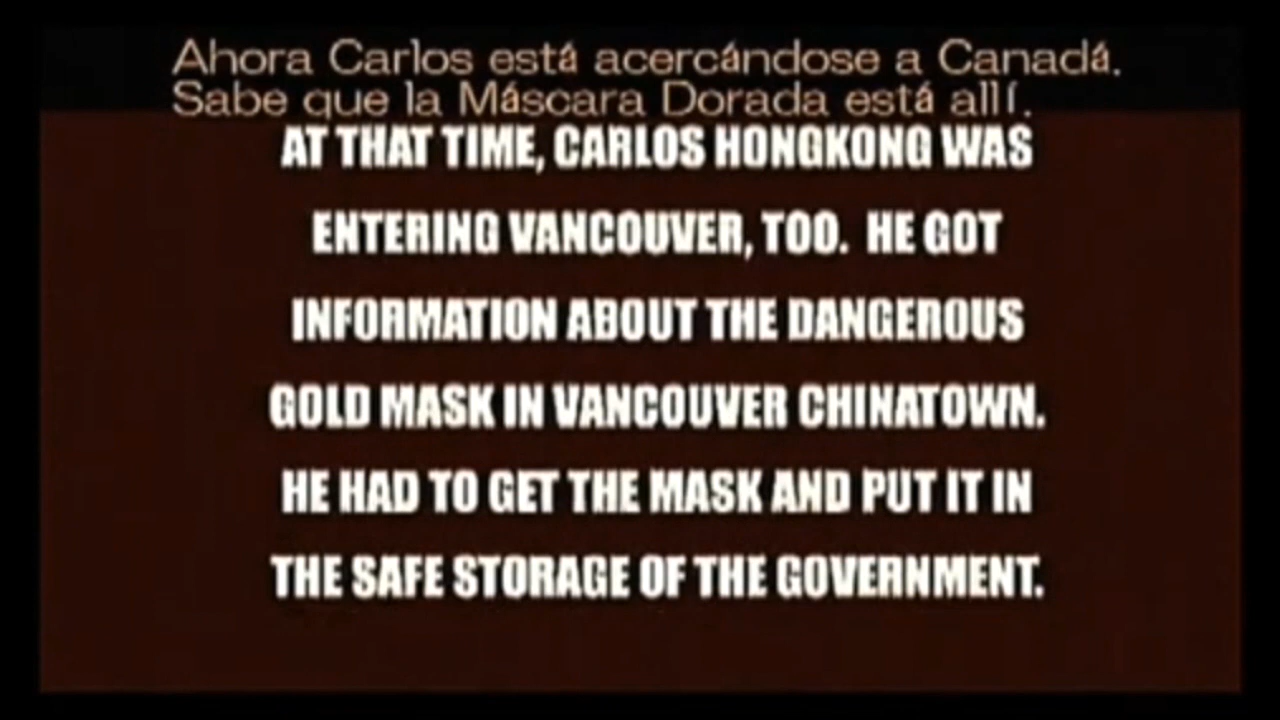 Ahora Carlos está acercándose a Canadá.
Sabe que la Máscara Dorada está allí.
AT THAT TIME, CARLOS HONGKONG WAS
ENTERING VANCOUVER, TOO. HE GOT
INFORMATION ABOUT THE DANGEROUS
GOLD MASK IN VANCOUVER CHINATOWN.
HE HAD TO GET THE MASK AND PUT IT IN
THE SAFE STORAGE OF THE GOVERNMENT.